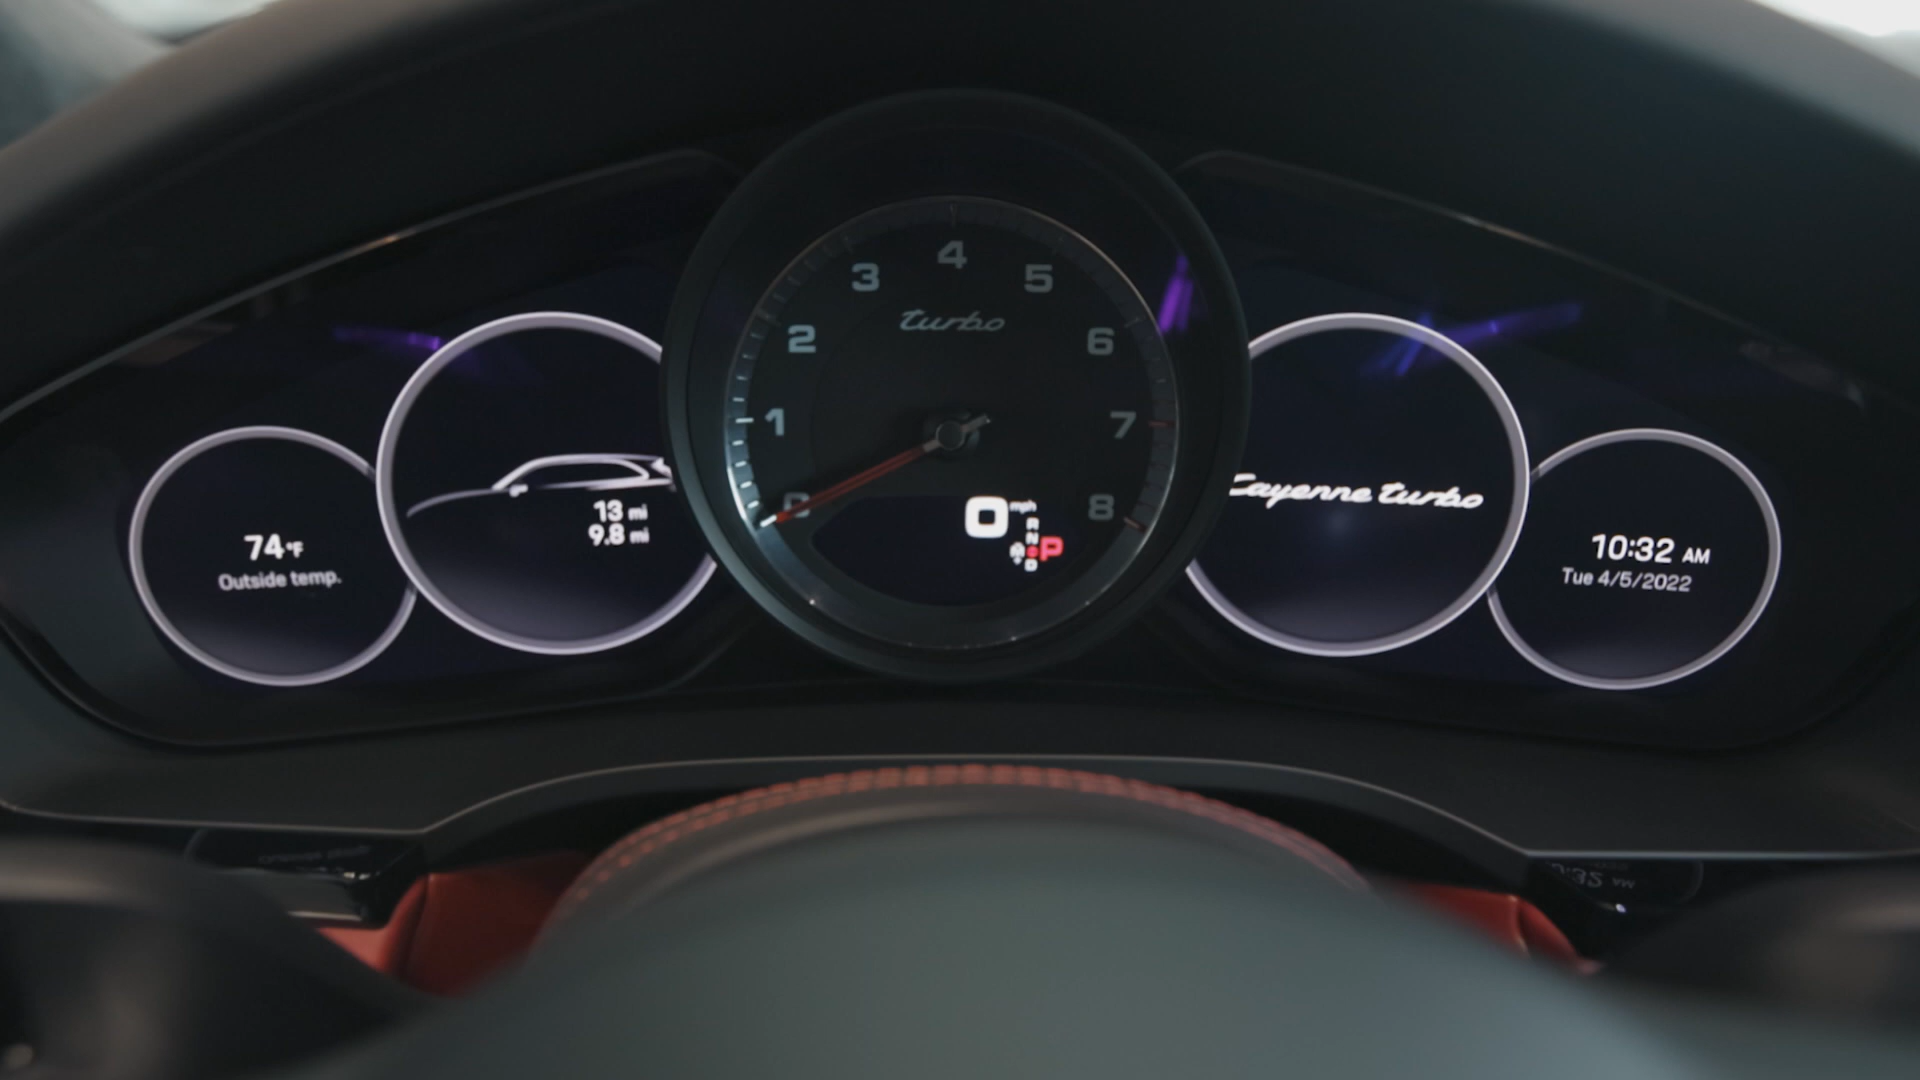 74°F
Outside temp.
13 mi
9.8 mi
0
1
2
3
4
5
6
7
8
turbo
0 mph
R
N
D
P
Cayenne turbo
10:32 AM
Tue 4/5/2022